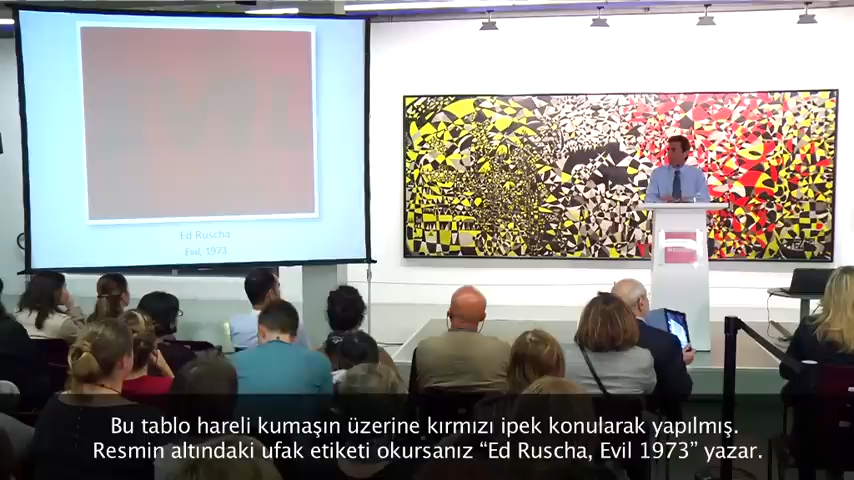 Ed Ruscha
Evil, 1973
Bu tablo hareli kumaşın üzerine kırmızı ipek konularak yapılmış.
Resmin altındaki ufak etiketi okursanız “Ed Ruscha, Evil 1973” yazar.